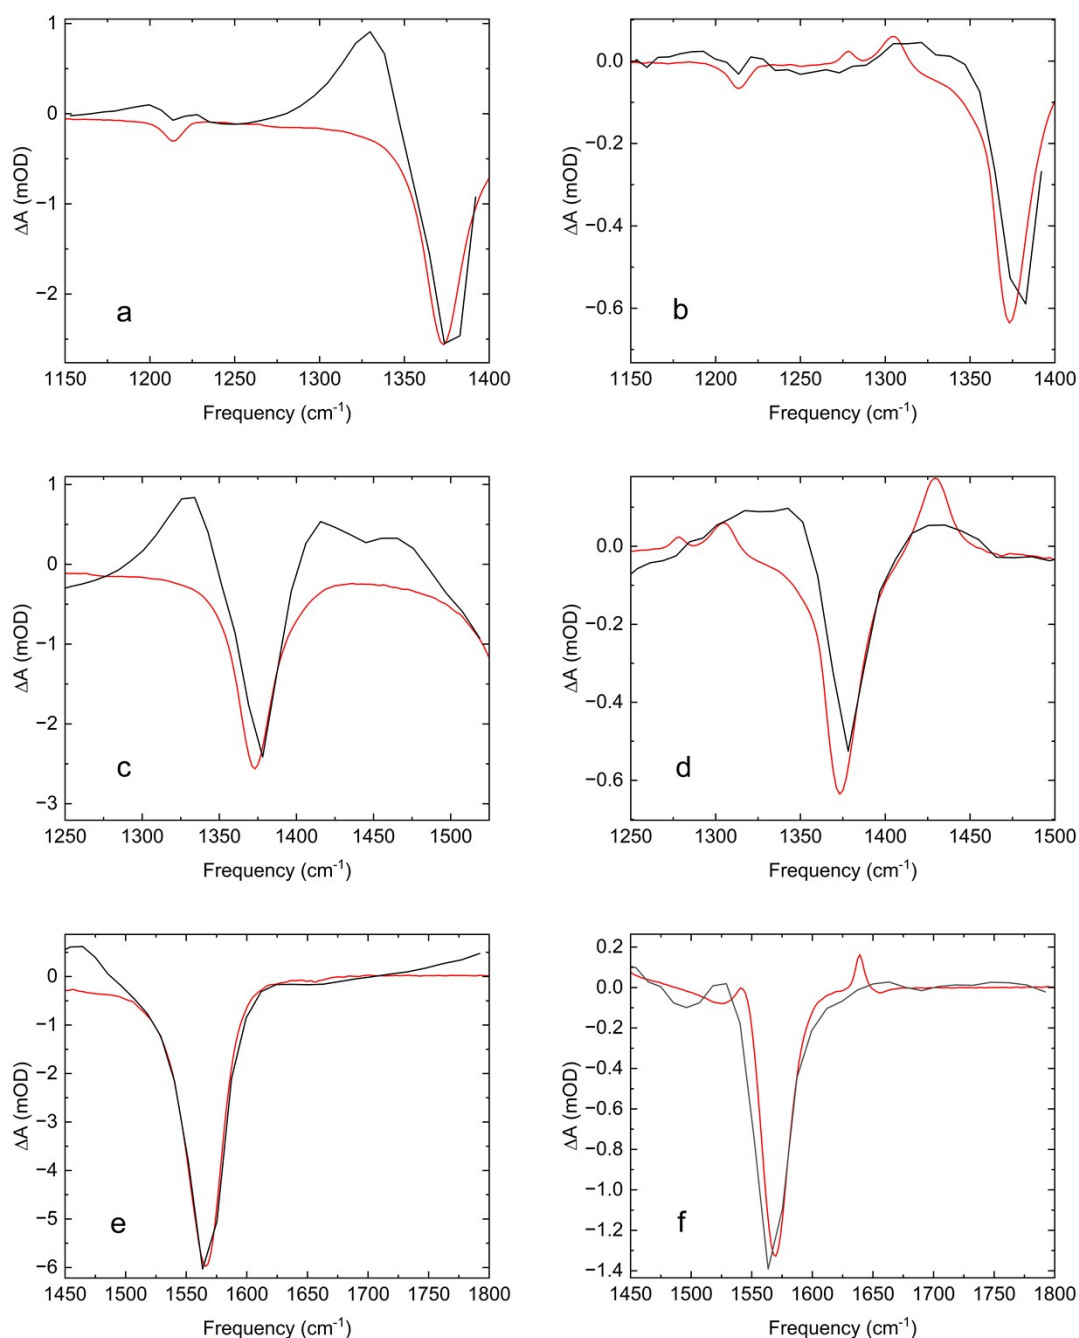 1
0
−1
−2
ΔA (mOD)
a
1150 1200 1250 1300 1350 1400
Frequency (cm-1)
0.0
−0.2
−0.4
−0.6
ΔA (mOD)
b
1150 1200 1250 1300 1350 1400
Frequency (cm-1)
1
0
−1
−2
−3
ΔA (mOD)
c
1250 1300 1350 1400 1450 1500
Frequency (cm-1)
0.0
−0.2
−0.4
−0.6
ΔA (mOD)
d
1250 1300 1350 1400 1450 1500
Frequency (cm-1)
0
−1
−2
−3
−4
−5
−6
ΔA (mOD)
e
1450 1500 1550 1600 1650 1700 1750 1800
Frequency (cm-1)
0.2
0.0
−0.2
−0.4
−0.6
−0.8
−1.0
−1.2
−1.4
ΔA (mOD)
f
1450 1500 1550 1600 1650 1700 1750 1800
Frequency (cm-1)